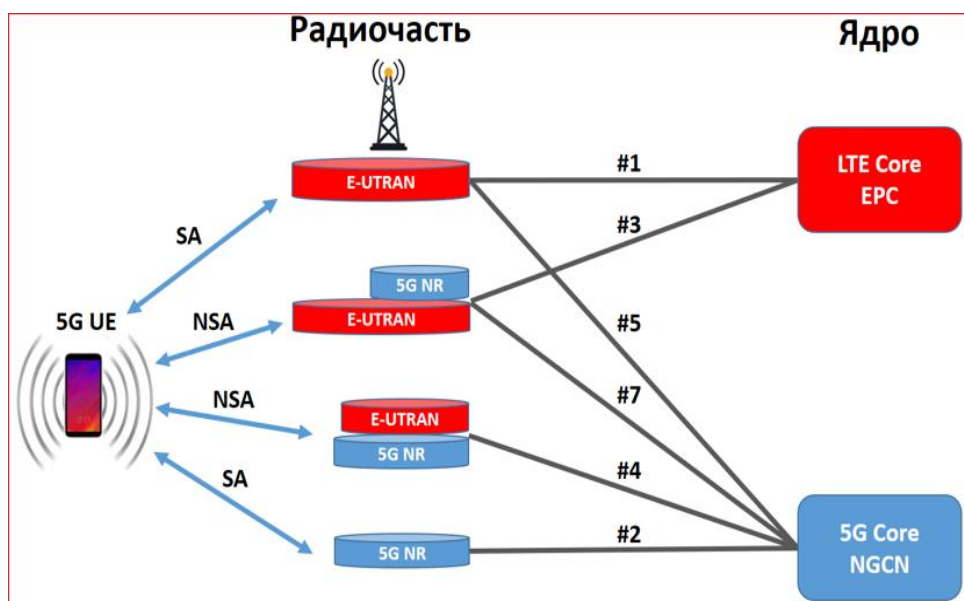 Радиочасть
Ядро
E-UTRAN
#1
LTE Core
EPC
SA
#3
5G NR
5G UE
NSA
E-UTRAN
#5
NSA
E-UTRAN
#7
5G NR
#4
SA
5G NR
#2
5G Core
NGCN